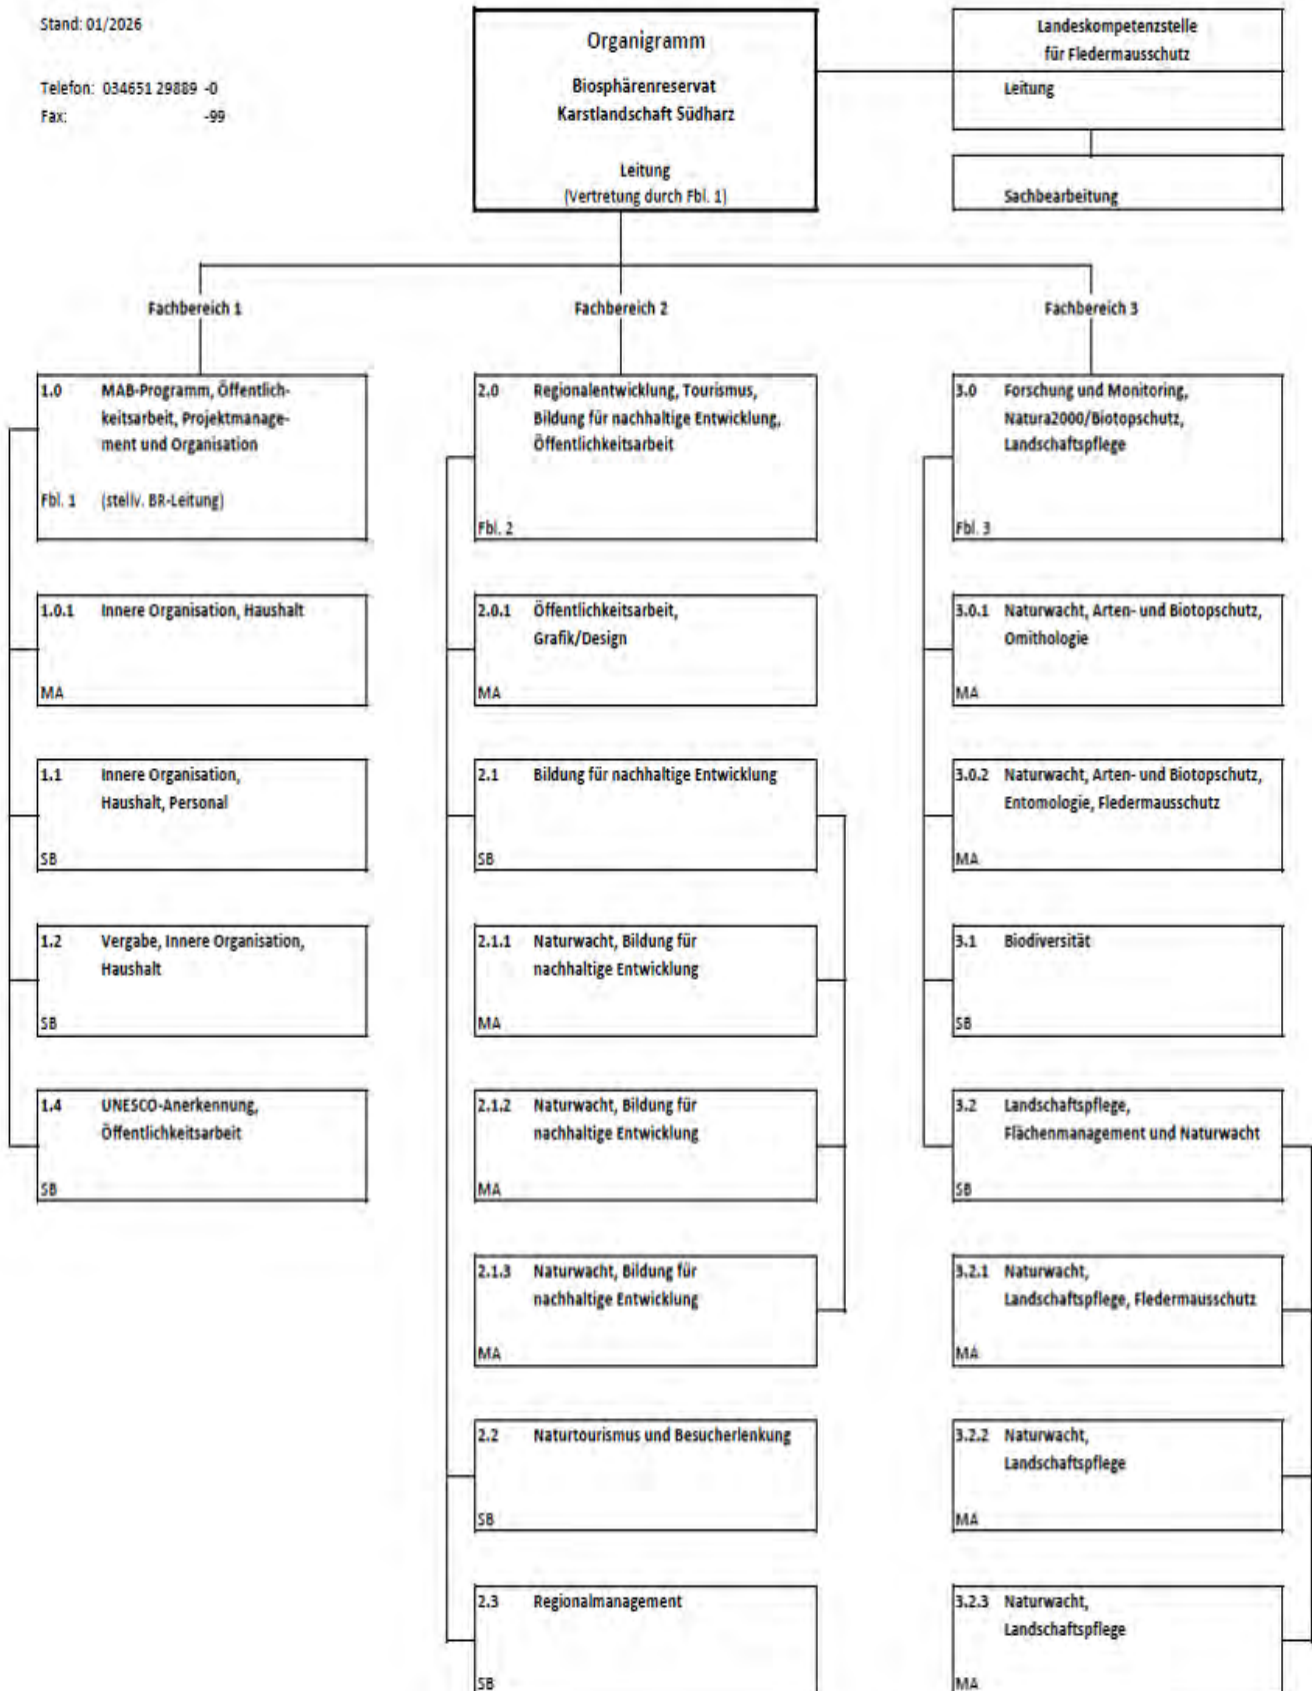 Stand: 01/2026
Telefon: 034651 29889 -0
Fax: -99
Organigramm
Biosphärenreservat
Karstlandschaft Südharz
Leitung
(Vertretung durch Fbl. 1)
Landeskompetenzstelle
für Fledermausschutz
Leitung
Sachbearbeitung
Fachbereich 1
1.0 MAB-Programm, Öffentlich-
keitsarbeit, Projektmanage-
ment und Organisation
Fbl. 1 (stellv. BR-Leitung)
1.0.1 Innere Organisation, Haushalt
MA
1.1 Innere Organisation,
Haushalt, Personal
SB
1.2 Vergabe, Innere Organisation,
Haushalt
SB
1.4 UNESCO-Anerkennung,
Öffentlichkeitsarbeit
SB
Fachbereich 2
2.0 Regionalentwicklung, Tourismus,
Bildung für nachhaltige Entwicklung,
Öffentlichkeitsarbeit
Fbl. 2
2.0.1 Öffentlichkeitsarbeit,
Grafik/Design
MA
2.1 Bildung für nachhaltige Entwicklung
SB
2.1.1 Naturwacht, Bildung für
nachhaltige Entwicklung
MA
2.1.2 Naturwacht, Bildung für
nachhaltige Entwicklung
MA
2.1.3 Naturwacht, Bildung für
nachhaltige Entwicklung
MA
2.2 Naturtourismus und Besucherlenkung
SB
2.3 Regionalmanagement
SB
Fachbereich 3
3.0 Forschung und Monitoring,
Natura2000/Biotopschutz,
Landschaftspflege
Fbl. 3
3.0.1 Naturwacht, Arten- und Biotopschutz,
Ornithologie
MA
3.0.2 Naturwacht, Arten- und Biotopschutz,
Entomologie, Fledermausschutz
MA
3.1 Biodiversität
SB
3.2 Landschaftspflege,
Flächenmanagement und Naturwacht
SB
3.2.1 Naturwacht,
Landschaftspflege, Fledermausschutz
MA
3.2.2 Naturwacht,
Landschaftspflege
MA
3.2.3 Naturwacht,
Landschaftspflege
MA